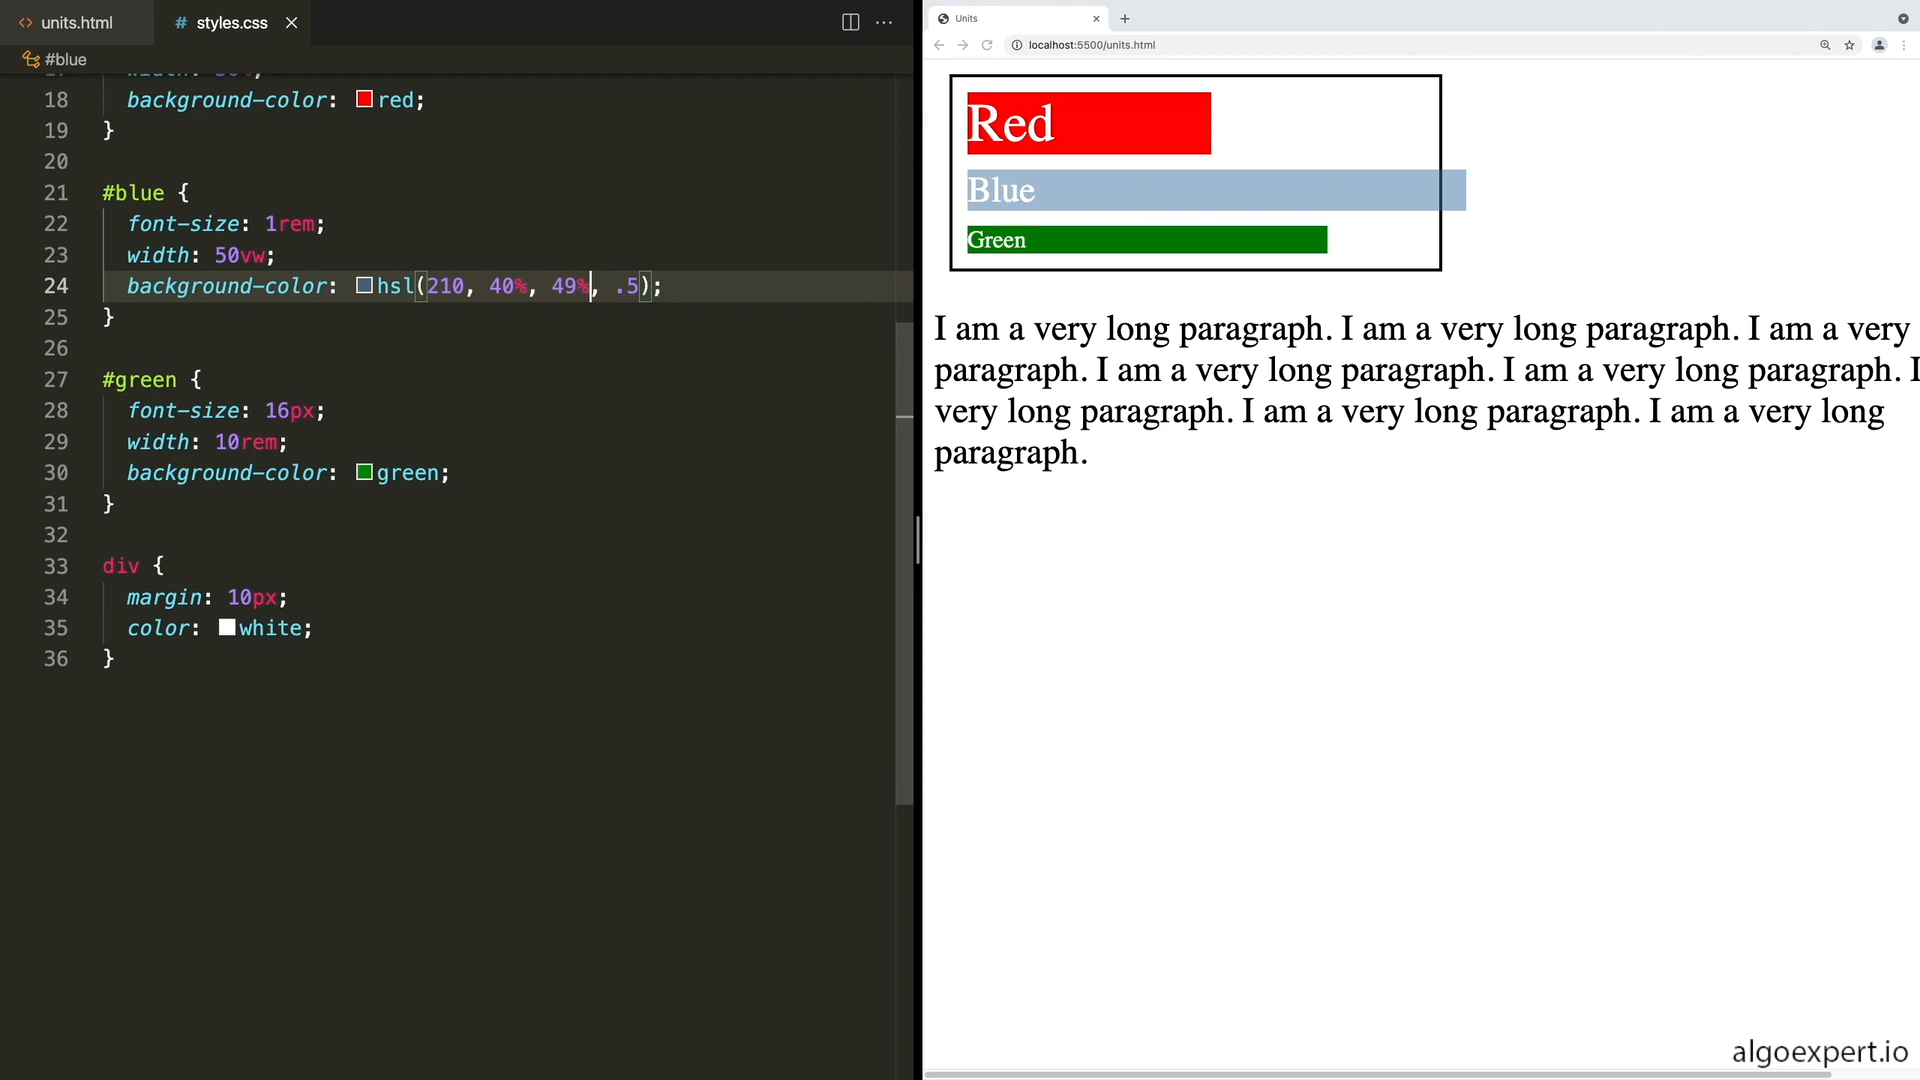 units.html
styles.css
#blue
18 background-color: red;
19 }
20
21 #blue {
22 font-size: 1rem;
23 width: 50vw;
24 background-color: hsl(210, 40%, 49%, .5);
25 }
26
27 #green {
28 font-size: 16px;
29 width: 10rem;
30 background-color: green;
31 }
32
33 div {
34 margin: 10px;
35 color: white;
36 }
Units
localhost:5500/units.html
Red
Blue
Green
I am a very long paragraph. I am a very long paragraph. I am a very
paragraph. I am a very long paragraph. I am a very long paragraph. I
very long paragraph. I am a very long paragraph. I am a very long
paragraph.
algoexpert.io